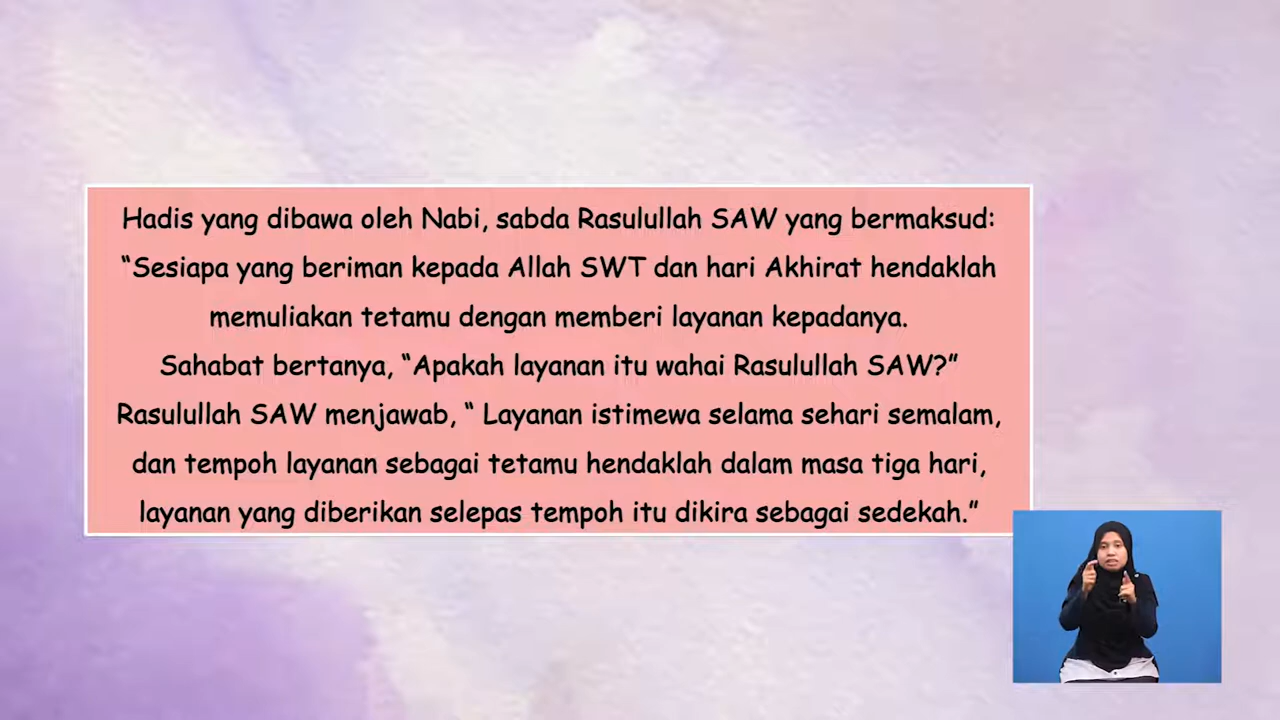 Hadis yang dibawa oleh Nabi, sabda Rasulullah SAW yang bermaksud:
“Sesiapa yang beriman kepada Allah SWT dan hari Akhirat hendaklah
memuliakan tetamu dengan memberi layanan kepadanya.
Sahabat bertanya, “Apakah layanan itu wahai Rasulullah SAW?”
Rasulullah SAW menjawab, “ Layanan istimewa selama sehari semalam,
dan tempoh layanan sebagai tetamu hendaklah dalam masa tiga hari,
layanan yang diberikan selepas tempoh itu dikira sebagai sedekah.”